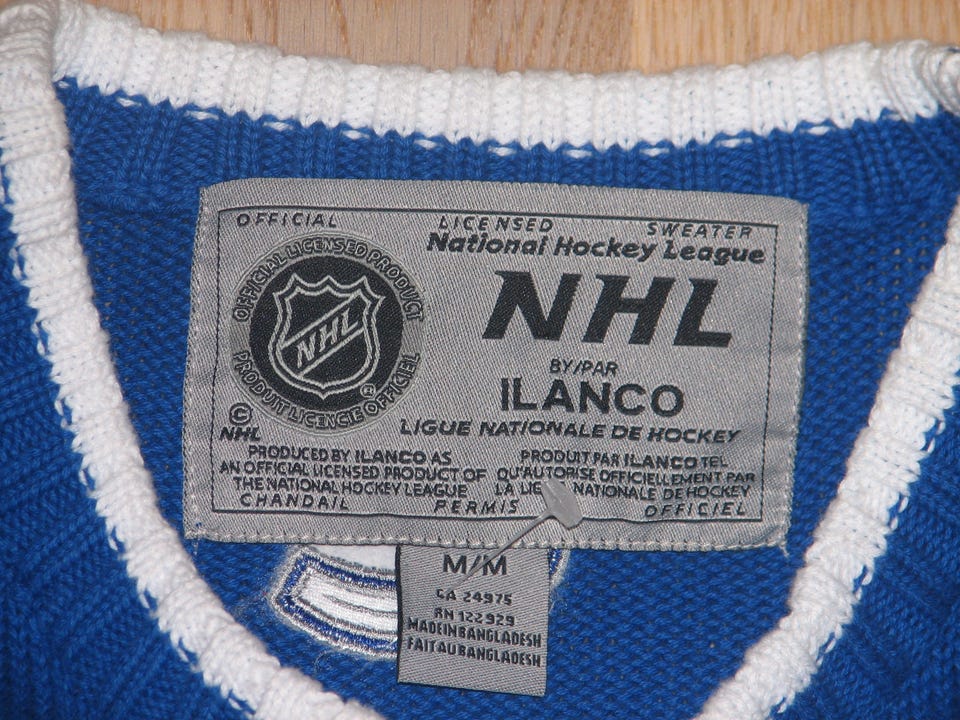 OFFICIAL LICENSED SWEATER
National Hockey League
OFFICIAL LICENSED PRODUCT
NHL
PRODUIT LICENCIE OFFICIEL
®
NHL
BY/PAR
ILANCO
©
NHL
LIGUE NATIONALE DE HOCKEY
PRODUCED BY ILANCO AS
AN OFFICIAL LICENSED PRODUCT OF
THE NATIONAL HOCKEY LEAGUE
PRODUIT PAR ILANCO TEL
QU'AUTORISE OFFICIELLEMENT PAR
LA NATIONALE DE HOCKEY
CHANDAIL PERMIS OFFICIEL
M/M
CA 24975
RN 122929
MADE IN BANGLADESH
FAIT AU BANGLADESH